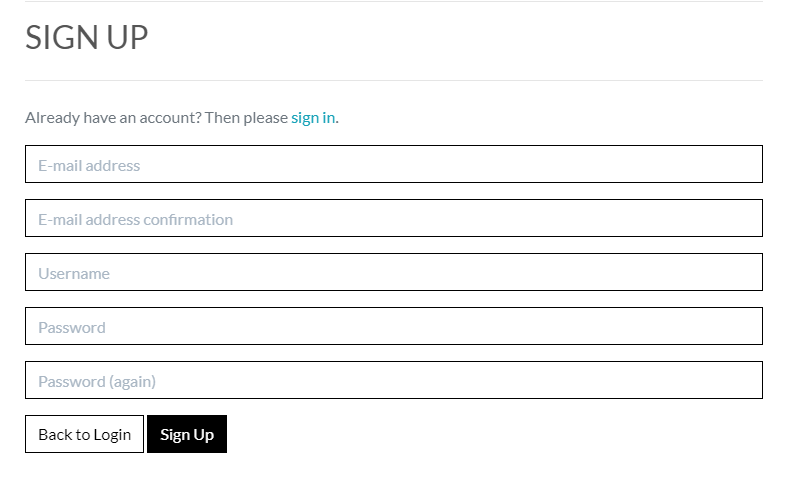 SIGN UP
Already have an account? Then please sign in.
E-mail address
E-mail address confirmation
Username
Password
Password (again)
Back to Login Sign Up